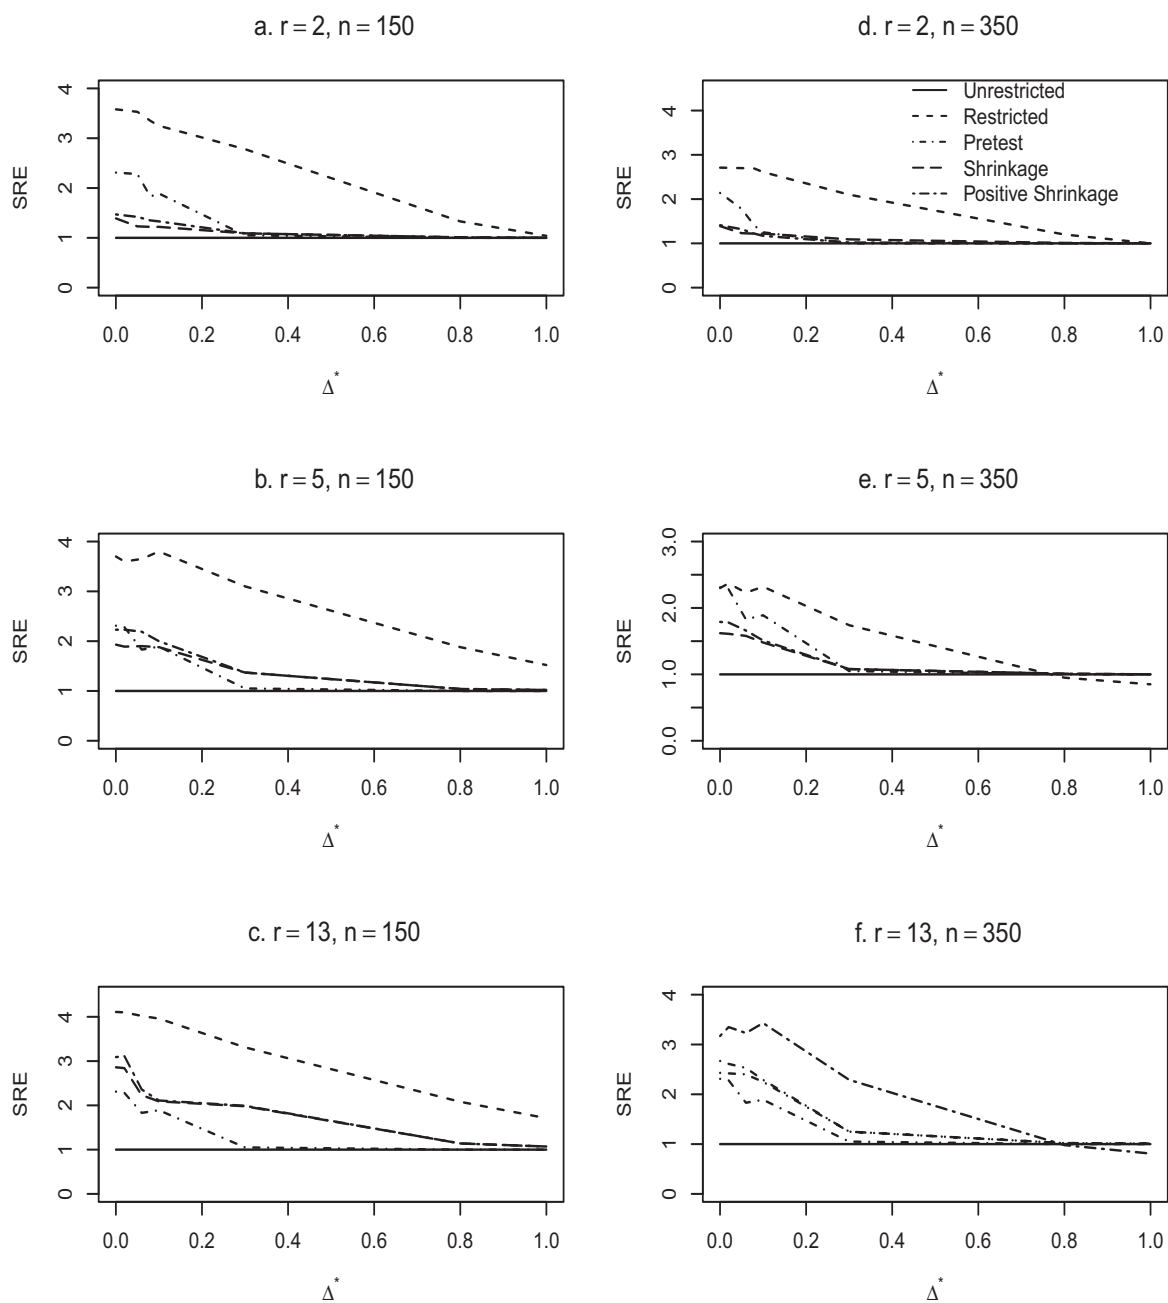 a. r = 2, n = 150
SRE
0 1 2 3 4
0.0 0.2 0.4 0.6 0.8 1.0
Δ*
d. r = 2, n = 350
SRE
0 1 2 3 4
Unrestricted
Restricted
Pretest
Shrinkage
Positive Shrinkage
0.0 0.2 0.4 0.6 0.8 1.0
Δ*
b. r = 5, n = 150
SRE
0 1 2 3 4
0.0 0.2 0.4 0.6 0.8 1.0
Δ*
e. r = 5, n = 350
SRE
0.0 1.0 2.0 3.0
0.0 0.2 0.4 0.6 0.8 1.0
Δ*
c. r = 13, n = 150
SRE
0 1 2 3 4
0.0 0.2 0.4 0.6 0.8 1.0
Δ*
f. r = 13, n = 350
SRE
0 1 2 3 4
0.0 0.2 0.4 0.6 0.8 1.0
Δ*